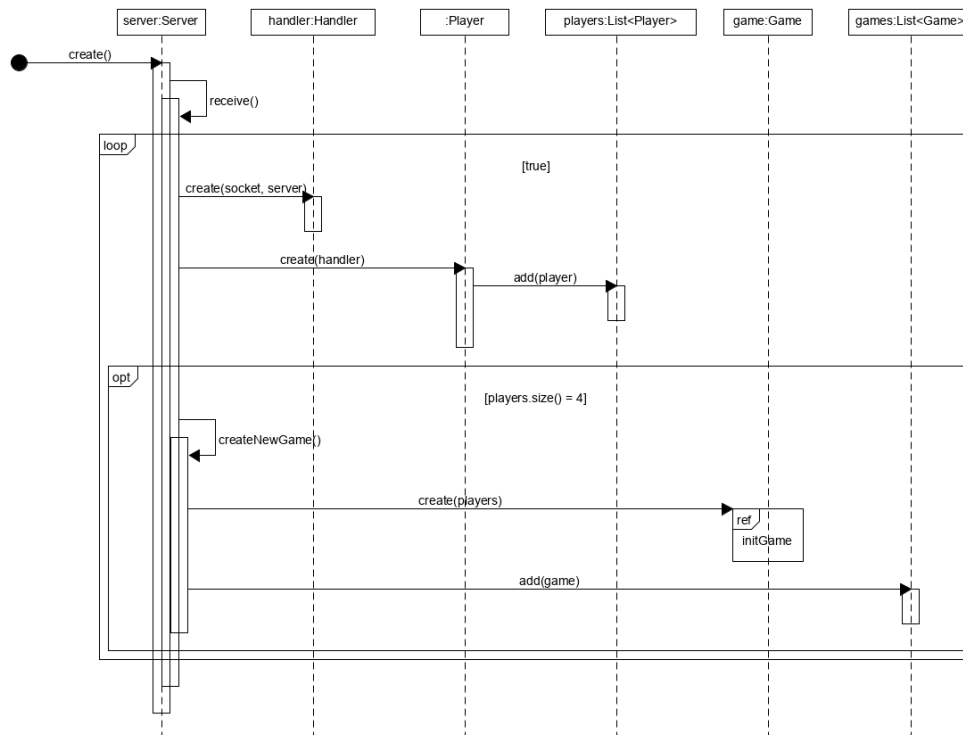 server:Server
handler:Handler
:Player
players:List<Player>
game:Game
games:List<Game>
create()
receive()
loop
[true]
create(socket, server)
create(handler)
add(player)
opt
[players.size() = 4]
createNewGame()
create(players)
ref
initGame
add(game)